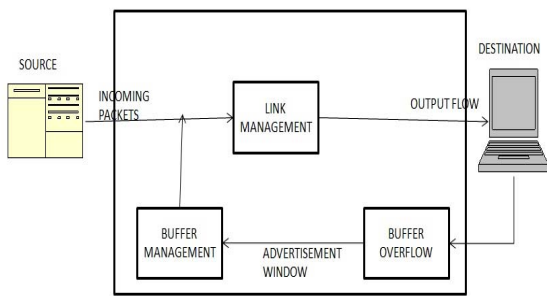 SOURCE
DESTINATION
INCOMING
PACKETS
LINK
MANAGEMENT
OUTPUT FLOW
BUFFER
MANAGEMENT
ADVERTISEMENT
WINDOW
BUFFER
OVERFLOW